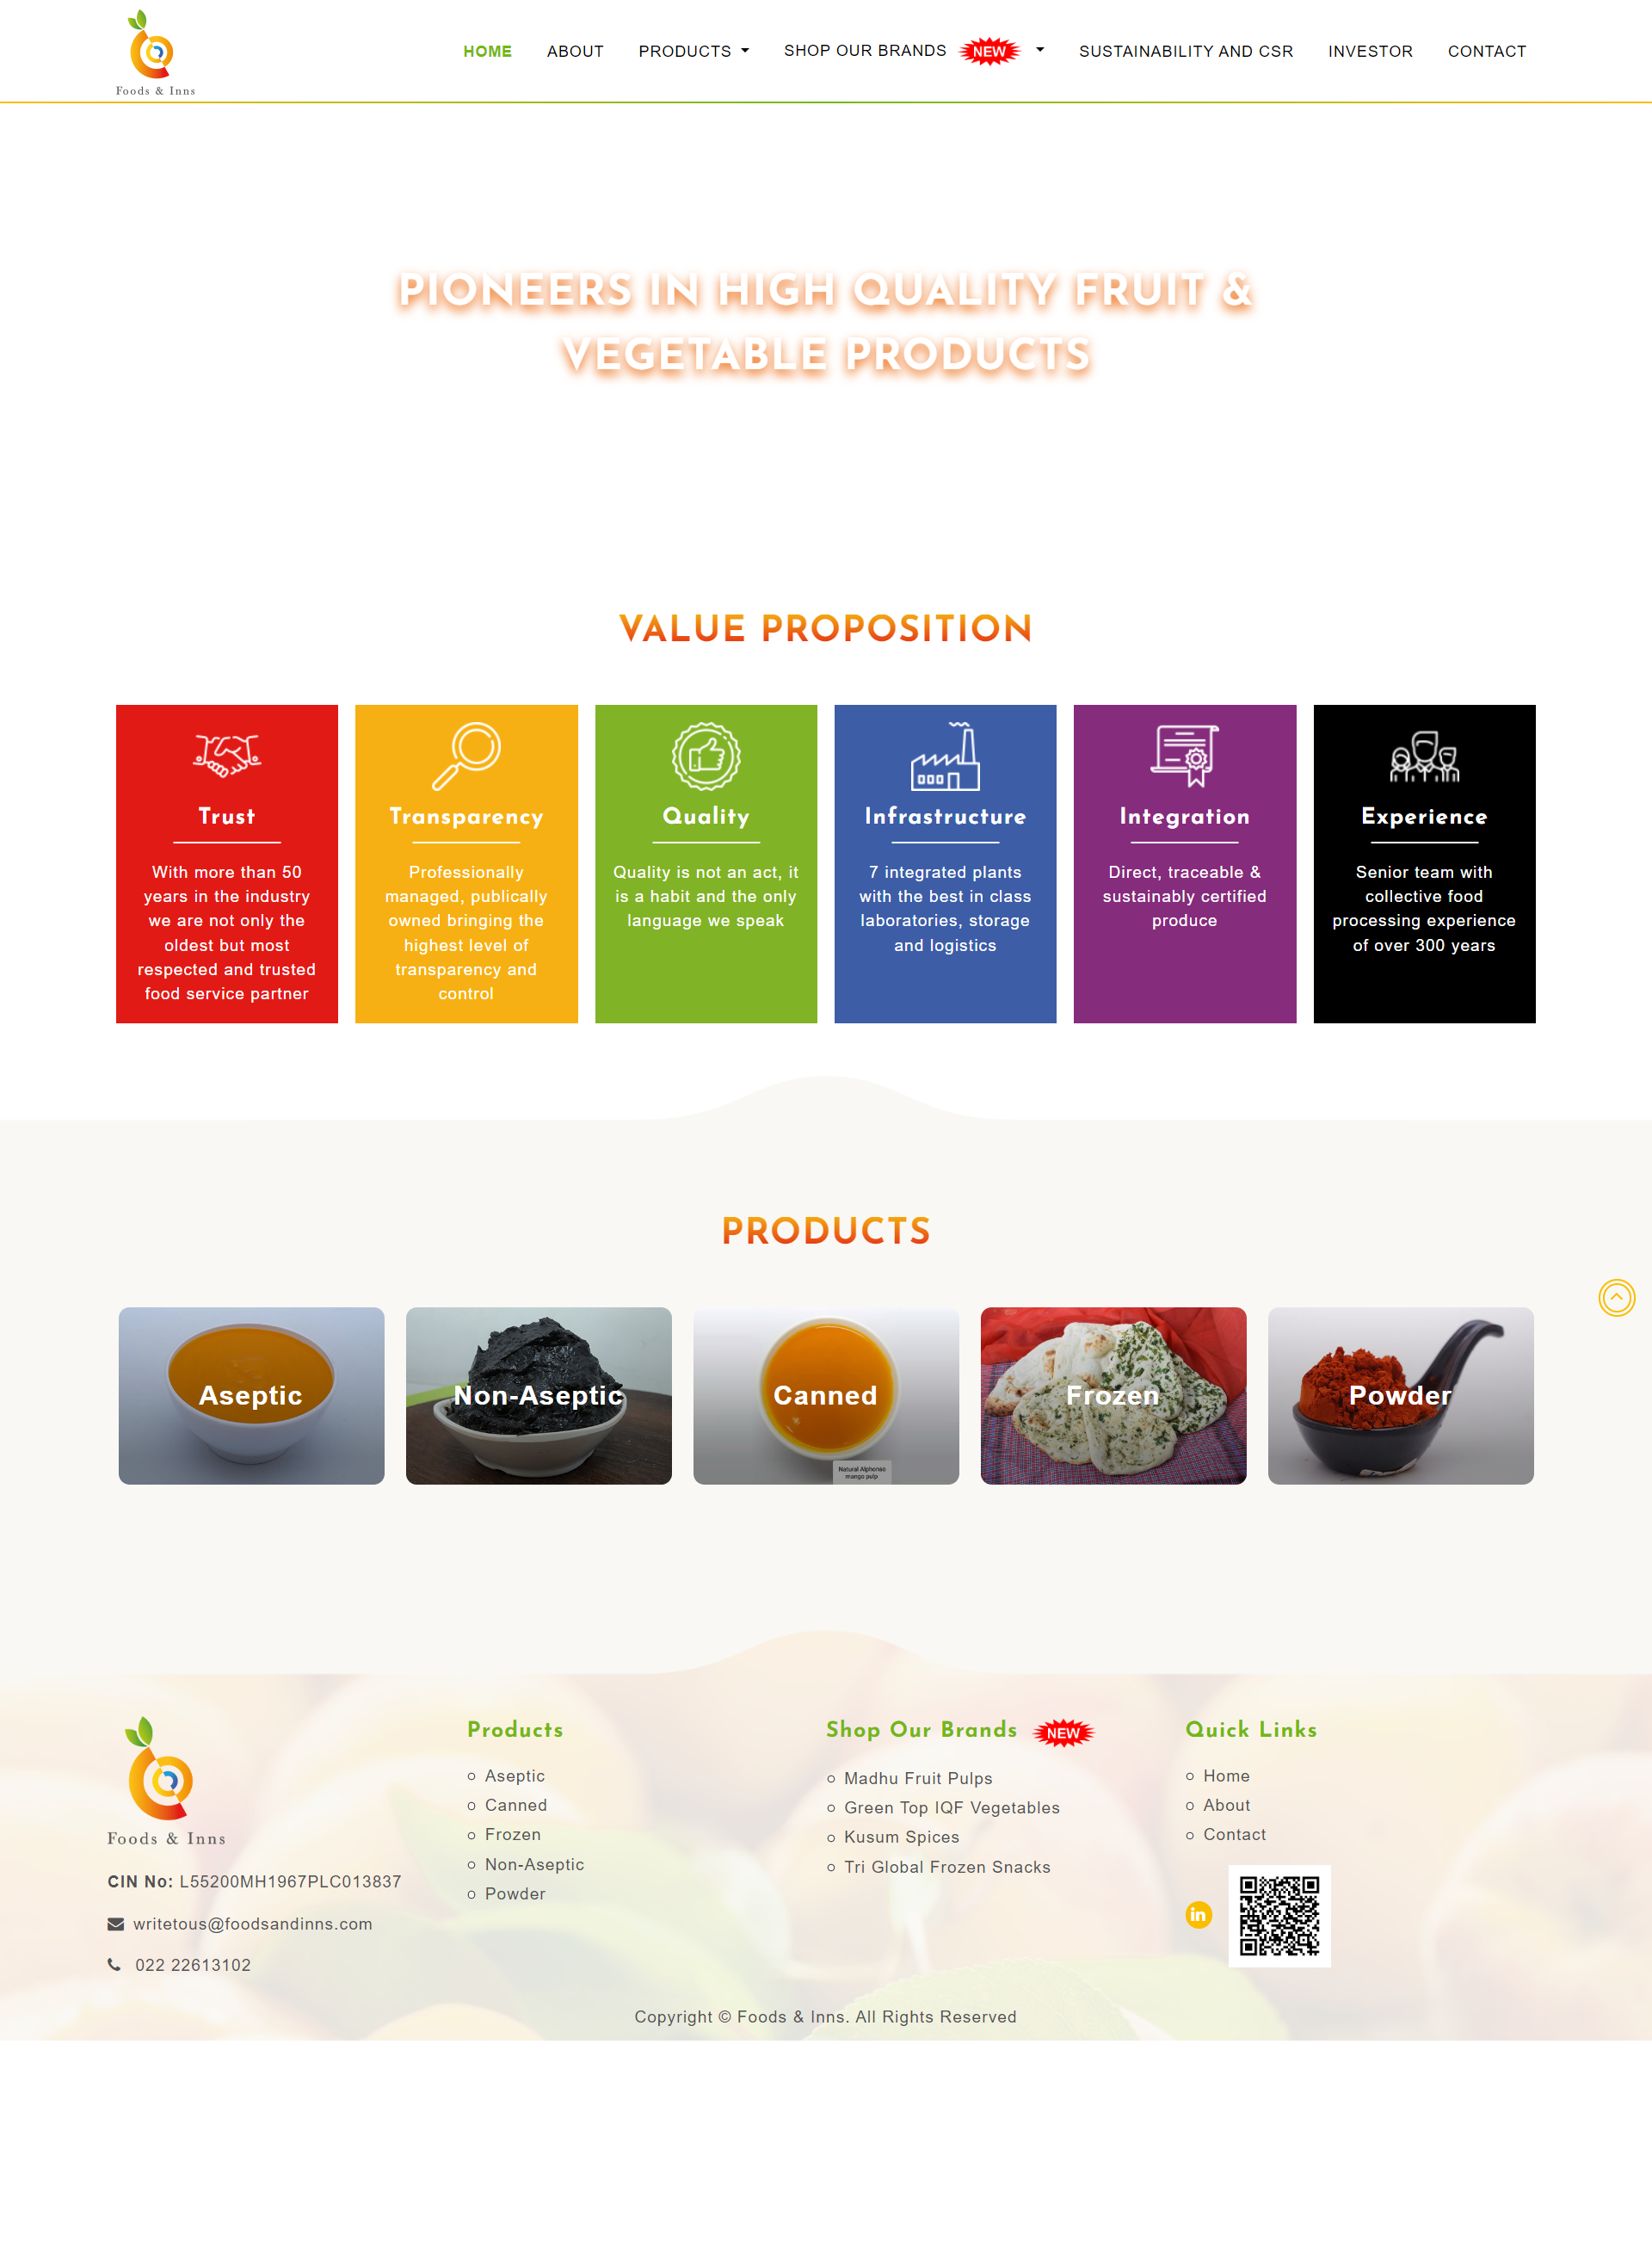 Foods & Inns
HOME
ABOUT
PRODUCTS
SHOP OUR BRANDS
NEW
SUSTAINABILITY AND CSR
INVESTOR
CONTACT
PIONEERS IN HIGH QUALITY FRUIT &
VEGETABLE PRODUCTS
VALUE PROPOSITION
Trust
With more than 50
years in the industry
we are not only the
oldest but most
respected and trusted
food service partner
Transparency
Professionally
managed, publically
owned bringing the
highest level of
transparency and
control
Quality
Quality is not an act, it
is a habit and the only
language we speak
Infrastructure
7 integrated plants
with the best in class
laboratories, storage
and logistics
Integration
Direct, traceable &
sustainably certified
produce
Experience
Senior team with
collective food
processing experience
of over 300 years
PRODUCTS
Aseptic
Non-Aseptic
Canned
Natural Alphonso
mango pulp
Frozen
Powder
Foods & Inns
CIN No: L55200MH1967PLC013837
writetous@foodsandinns.com
022 22613102
Products
Aseptic
Canned
Frozen
Non-Aseptic
Powder
Shop Our Brands
NEW
Madhu Fruit Pulps
Green Top IQF Vegetables
Kusum Spices
Tri Global Frozen Snacks
Quick Links
Home
About
Contact
in
Copyright © Foods & Inns. All Rights Reserved